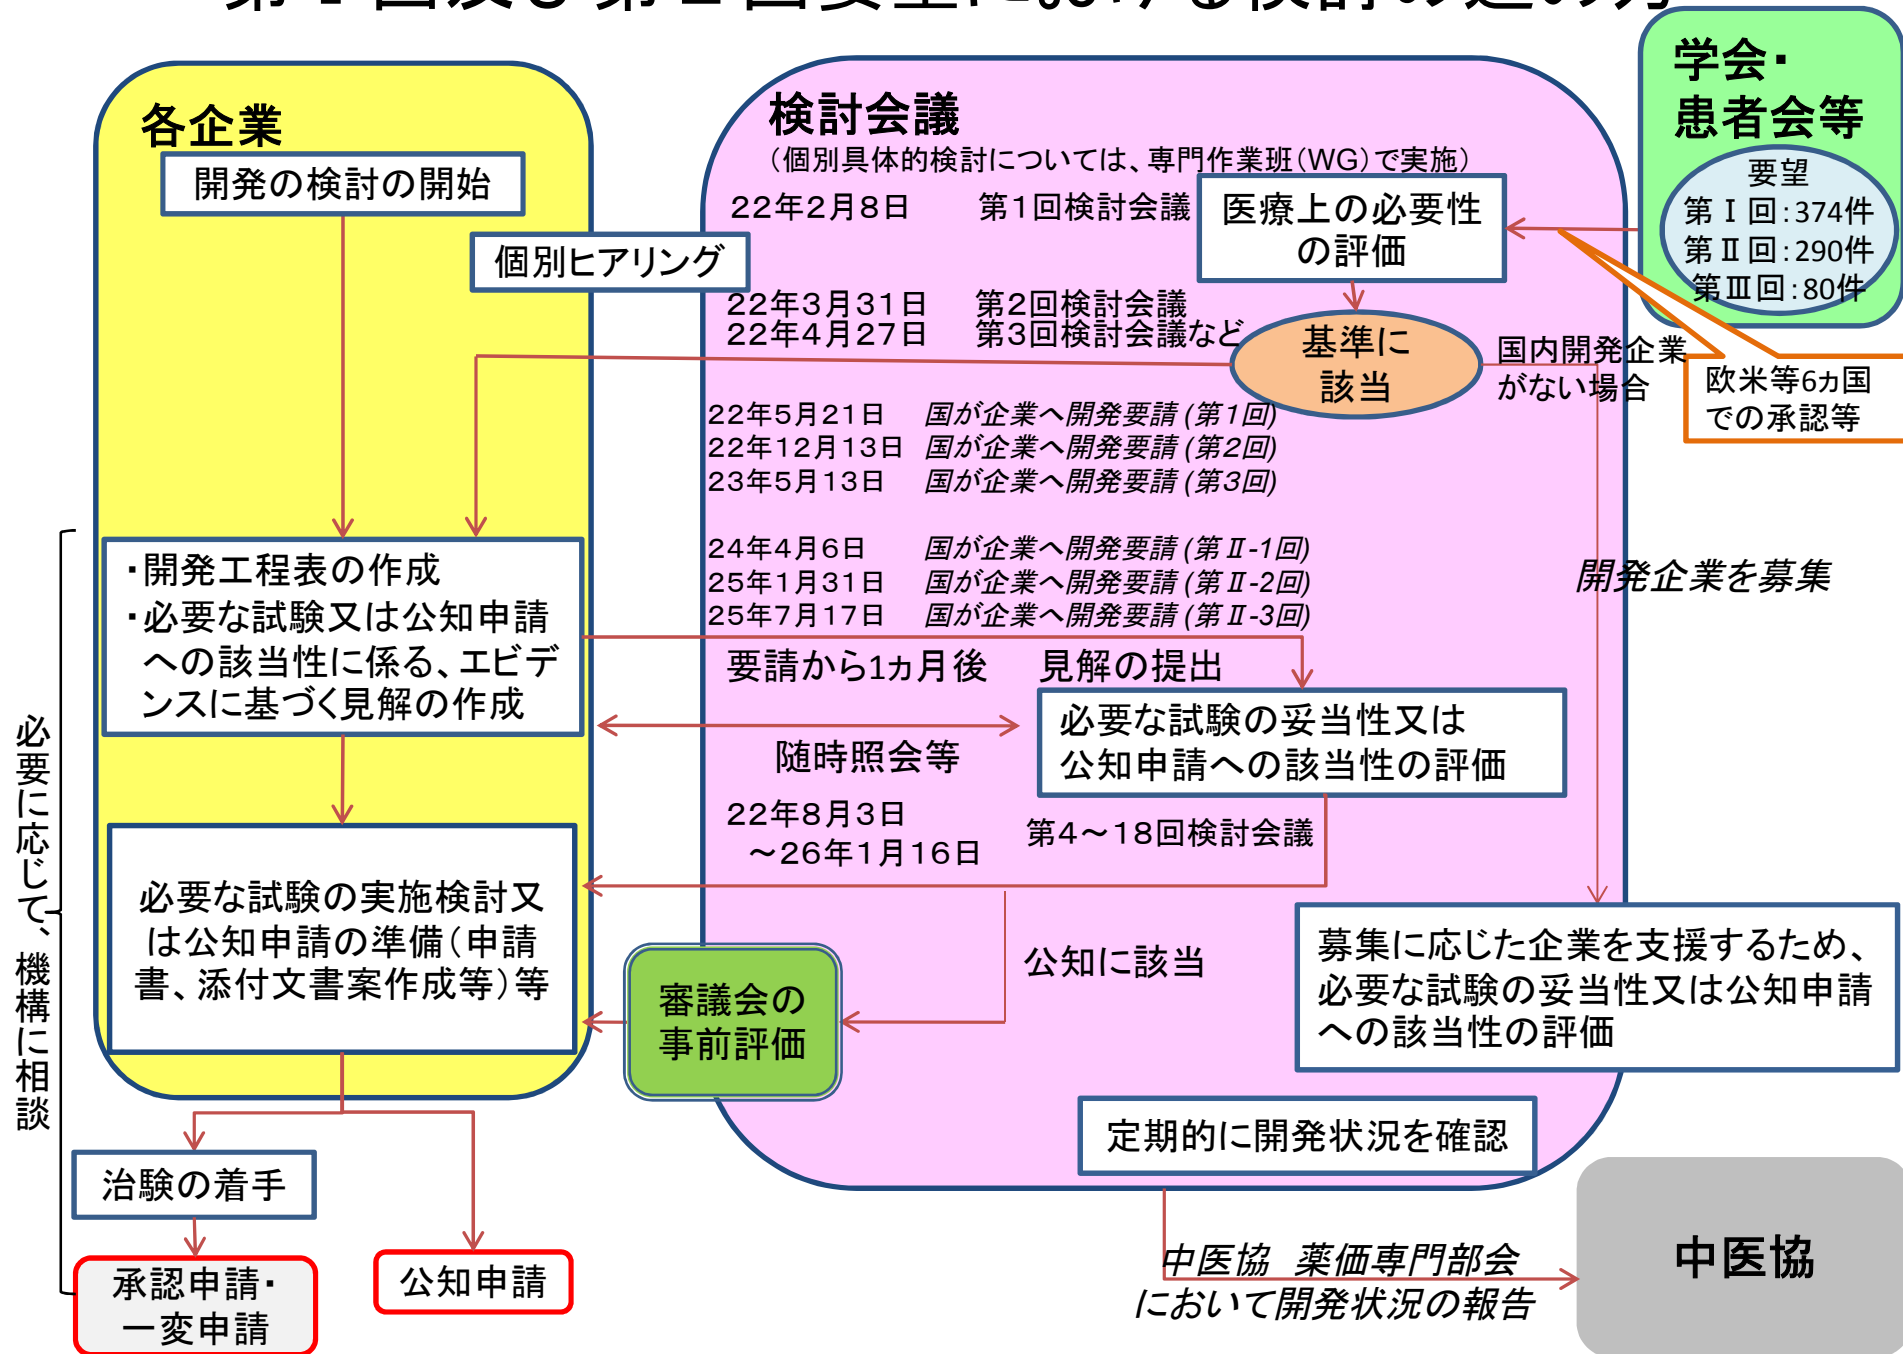 第Ⅰ回及び第Ⅱ回要望における検討の進め方
学会・
患者会等
要望
第Ⅰ回:374件
第Ⅱ回:290件
第Ⅲ回:80件
各企業
開発の検討の開始
検討会議
(個別具体的検討については、専門作業班(WG)で実施)
22年2月8日 第1回検討会議
医療上の必要性
の評価
個別ヒアリング
22年3月31日 第2回検討会議
22年4月27日 第3回検討会議など
基準に
該当
国内開発企業
がない場合
欧米等6ヵ国
での承認等
22年5月21日 国が企業へ開発要請(第1回)
22年12月13日 国が企業へ開発要請(第2回)
23年5月13日 国が企業へ開発要請(第3回)
24年4月6日 国が企業へ開発要請(第Ⅱ-1回)
25年1月31日 国が企業へ開発要請(第Ⅱ-2回)
25年7月17日 国が企業へ開発要請(第Ⅱ-3回)
開発企業を募集
・開発工程表の作成
・必要な試験又は公知申請
への該当性に係る、エビデ
ンスに基づく見解の作成
要請から1ヵ月後 見解の提出
必要な試験の妥当性又は
公知申請への該当性の評価
随時照会等
22年8月3日
~26年1月16日
第4~18回検討会議
必要に応じて、機構に相談
必要な試験の実施検討又
は公知申請の準備(申請
書、添付文書案作成等)等
審議会の
事前評価
公知に該当
募集に応じた企業を支援するため、
必要な試験の妥当性又は公知申請
への該当性の評価
定期的に開発状況を確認
治験の着手
承認申請・
一変申請
公知申請
中医協 薬価専門部会
において開発状況の報告
中医協